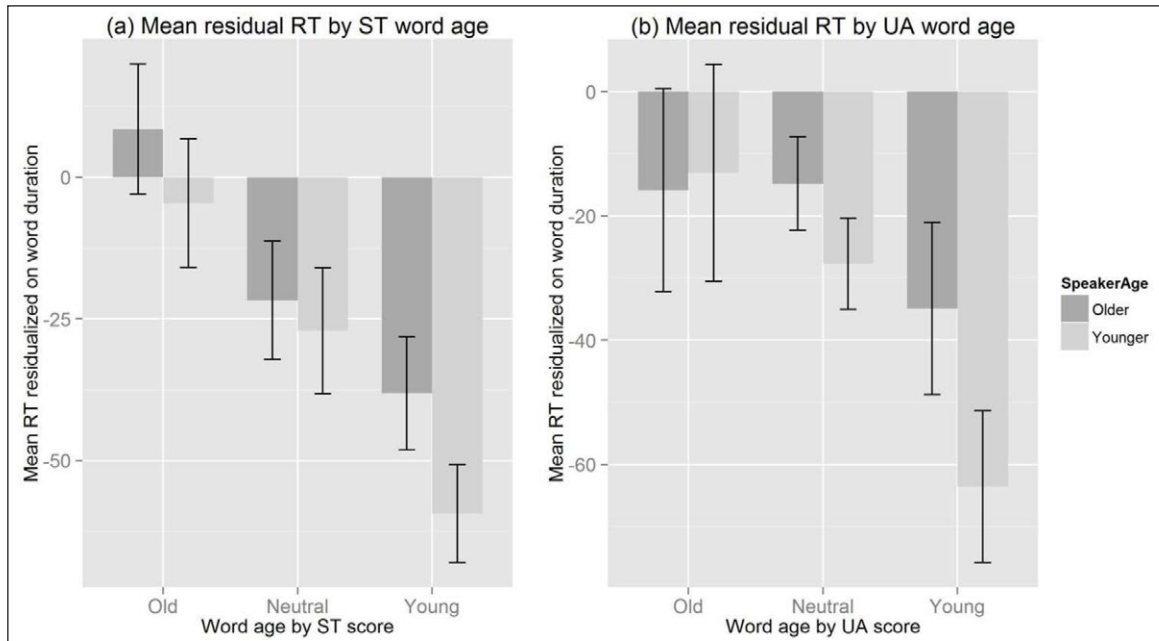 (a) Mean residual RT by ST word age
Mean RT residualized on word duration
0
-25
-50
Old Neutral Young
Word age by ST score
(b) Mean residual RT by UA word age
Mean RT residualized on word duration
0
-20
-40
-60
Old Neutral Young
Word age by UA score
SpeakerAge
Older
Younger